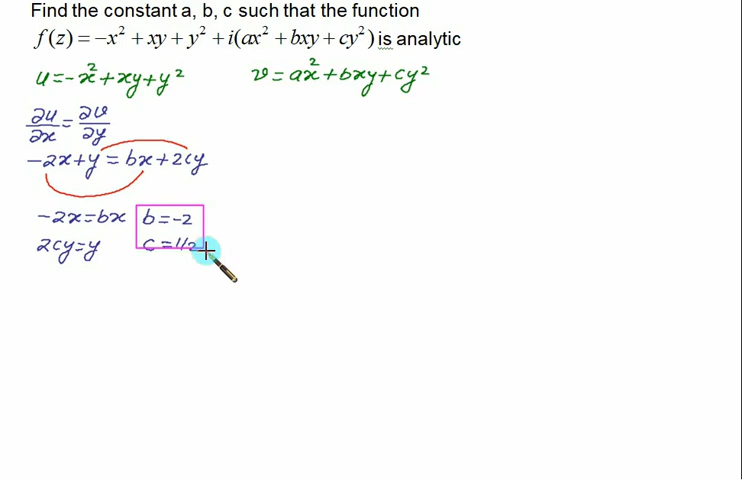 Find the constant a, b, c such that the function
f(z) = −x² + xy + y² + i(ax² + bxy + cy²) is analytic
u = −x² + xy + y² v = ax² + bxy + cy²
∂u/∂x = ∂v/∂y
−2x + y = bx + 2cy
−2x = bx b = −2
2cy = y c = 1/2